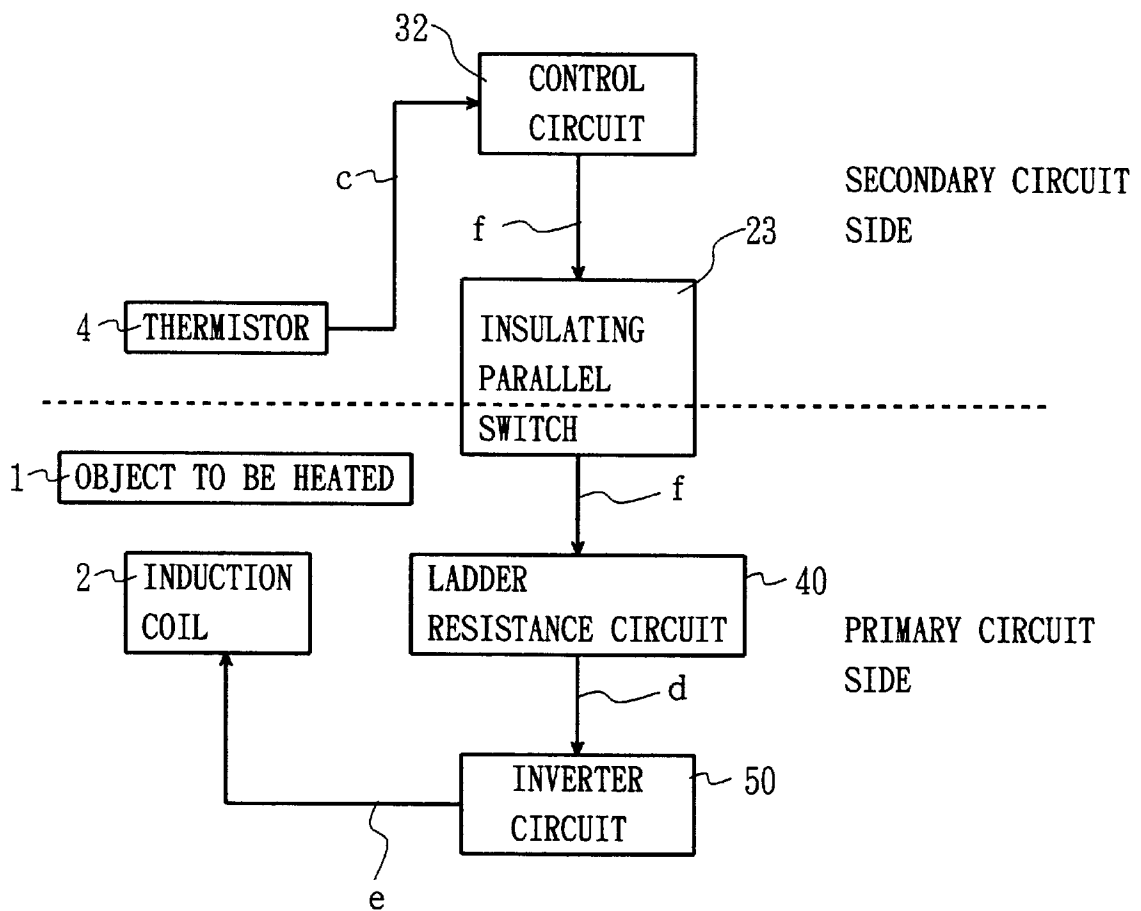 32
CONTROL
CIRCUIT
c
SECONDARY CIRCUIT
SIDE
f
23
4
THERMISTOR
INSULATING
PARALLEL
SWITCH
1
OBJECT TO BE HEATED
f
2
INDUCTION
COIL
LADDER
RESISTANCE CIRCUIT
40
PRIMARY CIRCUIT
SIDE
d
INVERTER
CIRCUIT
50
e